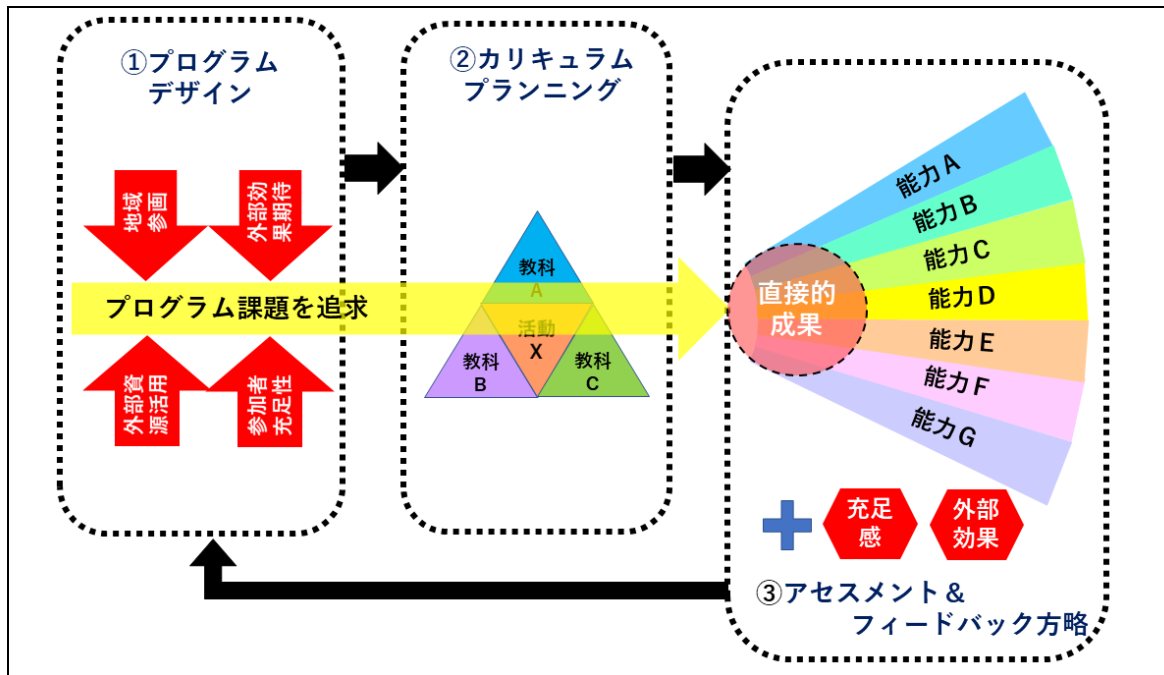 ①プログラム
デザイン
地域
参画
外部効
果期待
プログラム課題を追求
外部資
源活用
参加者
充足性
②カリキュラム
プランニング
教科
A
活動
X
教科
B
教科
C
能力A
能力B
能力C
能力D
能力E
能力F
能力G
直接的
成果
充足
感
外部
効果
③アセスメント＆
フィードバック方略